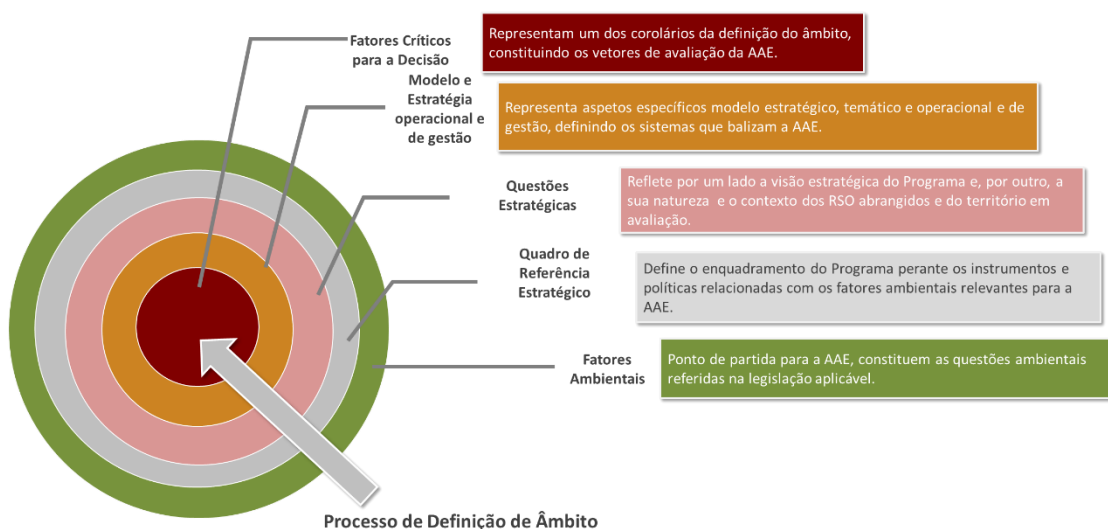 Fatores Críticos
para a Decisão
Representam um dos corolários da definição do âmbito,
constituindo os vetores de avaliação da AAE.
Modelo e
Estratégia
operacional e
de gestão
Representa aspetos específicos modelo estratégico, temático e operacional e de
gestão, definindo os sistemas que balizam a AAE.
Questões
Estratégicas
Reflete por um lado a visão estratégica do Programa e, por outro, a
sua natureza e o contexto dos RSO abrangidos e do território em
avaliação.
Quadro de
Referência
Estratégico
Define o enquadramento do Programa perante os instrumentos e
políticas relacionadas com os fatores ambientais relevantes para a
AAE.
Fatores
Ambientais
Ponto de partida para a AAE, constituem as questões ambientais
referidas na legislação aplicável.
Processo de Definição de Âmbito